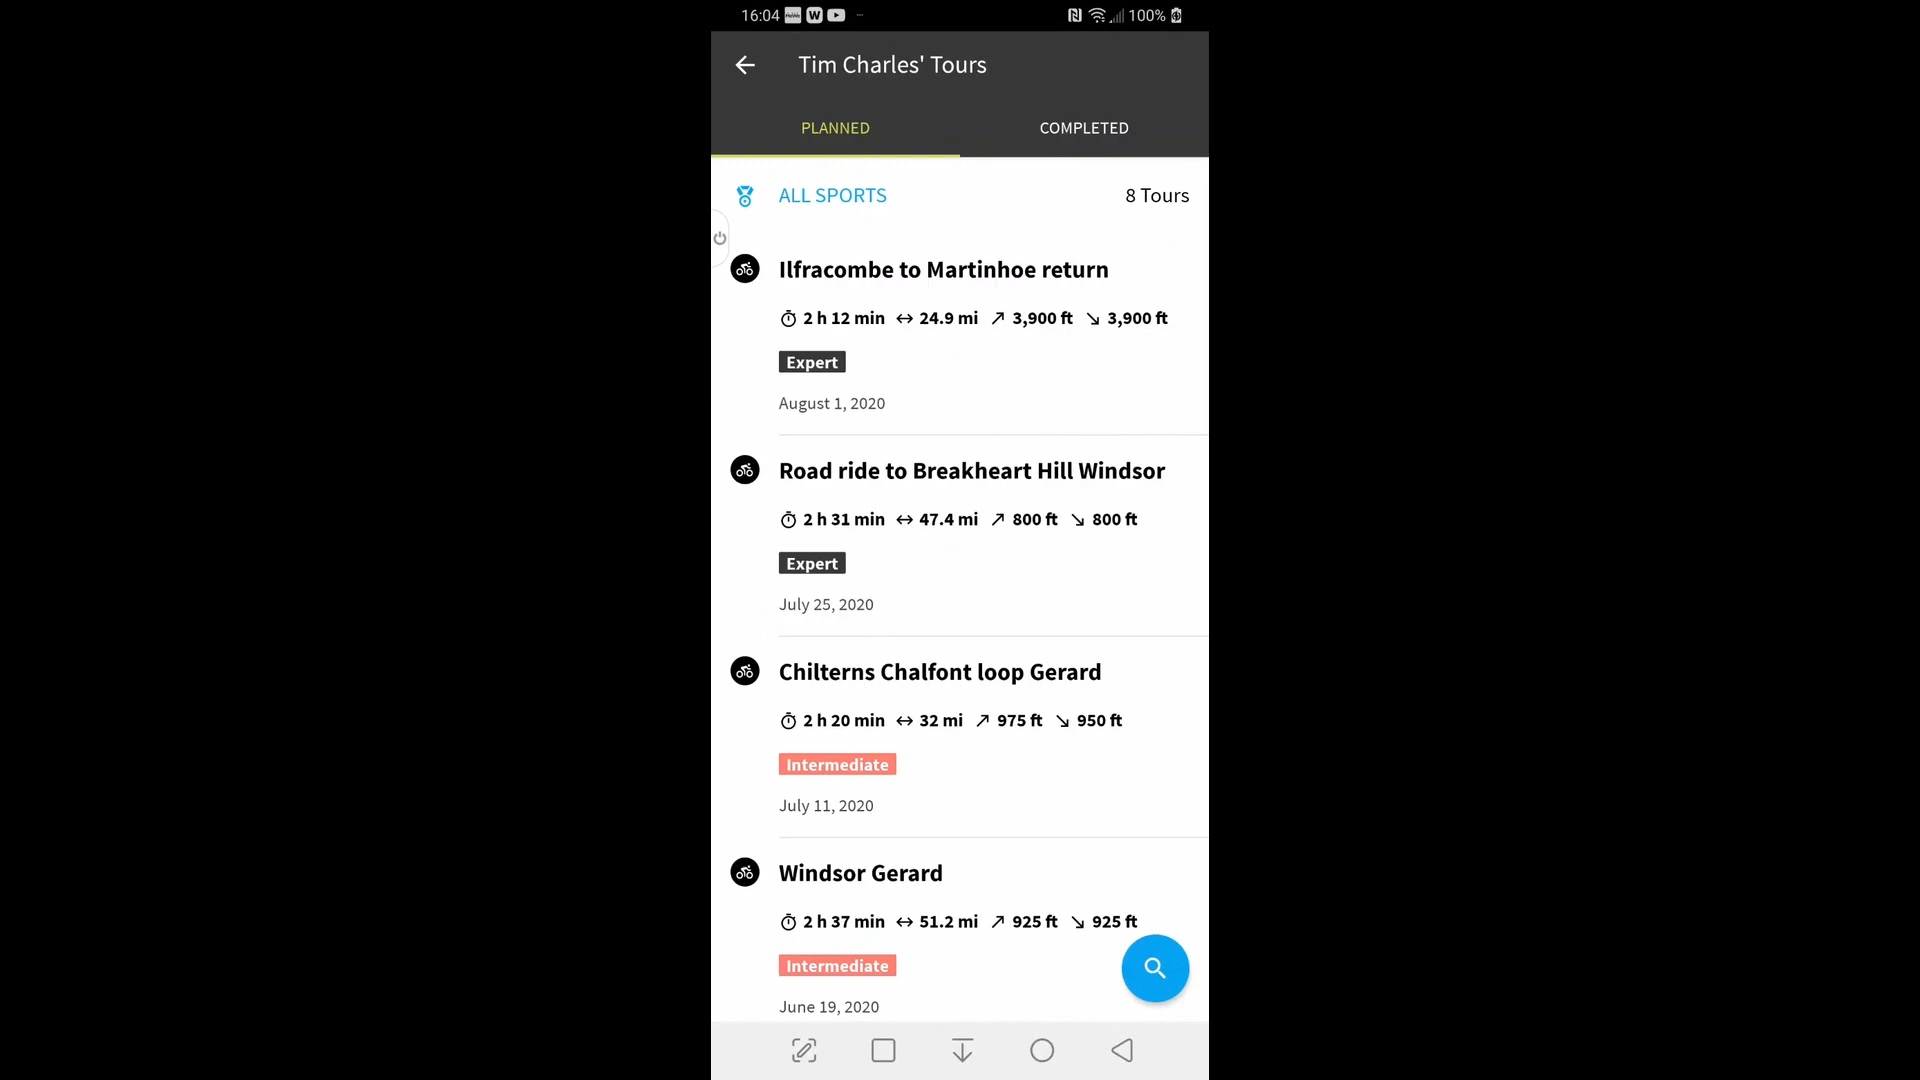 16:04
100%
Tim Charles' Tours
PLANNED
COMPLETED
ALL SPORTS
8 Tours
Ilfracombe to Martinhoe return
2 h 12 min 24.9 mi 3,900 ft 3,900 ft
Expert
August 1, 2020
Road ride to Breakheart Hill Windsor
2 h 31 min 47.4 mi 800 ft 800 ft
Expert
July 25, 2020
Chilterns Chalfont loop Gerard
2 h 20 min 32 mi 975 ft 950 ft
Intermediate
July 11, 2020
Windsor Gerard
2 h 37 min 51.2 mi 925 ft 925 ft
Intermediate
June 19, 2020